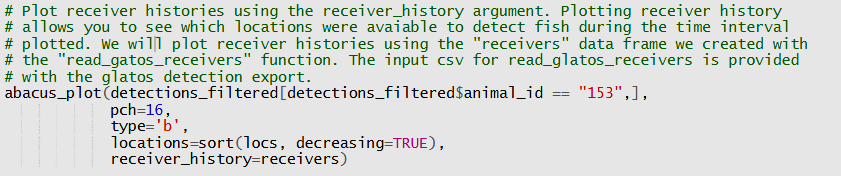 # Plot receiver histories using the receiver_history argument. Plotting receiver history
# allows you to see which locations were avaiable to detect fish during the time interval
# plotted. We will plot receiver histories using the "receivers" data frame we created with
# the "read_gatos_receivers" function. The input csv for read_glatos_receivers is provided
# with the glatos detection export.
abacus_plot(detections_filtered[detections_filtered$animal_id == "153",],
pch=16,
type='b',
locations=sort(locs, decreasing=TRUE),
receiver_history=receivers)